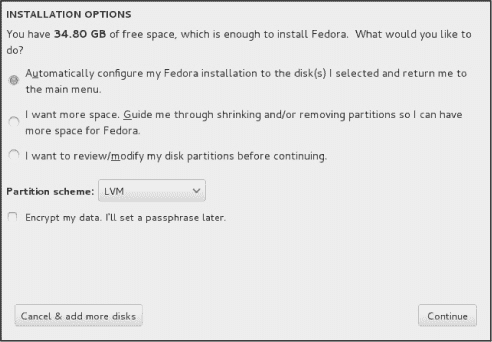 INSTALLATION OPTIONS
You have 34.80 GB of free space, which is enough to install Fedora. What would you like to
do?
Automatically configure my Fedora installation to the disk(s) I selected and return me to
the main menu.
I want more space. Guide me through shrinking and/or removing partitions so I can have
more space for Fedora.
I want to review/modify my disk partitions before continuing.
Partition scheme: LVM
Encrypt my data. I'll set a passphrase later.
Cancel & add more disks Continue